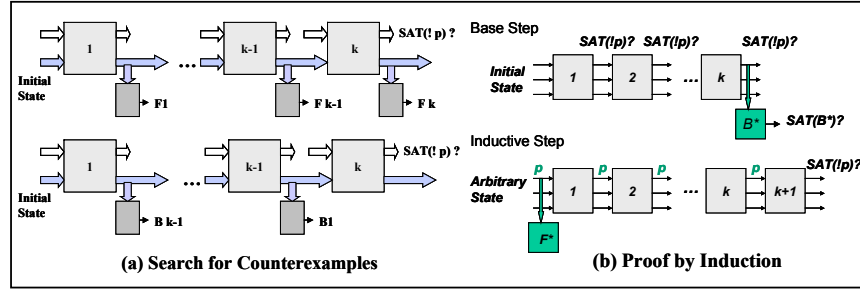 1
k-1
k
SAT(! p) ?
...
Initial
State
F1
F k-1
F k
1
k-1
k
SAT(! p) ?
...
Initial
State
B k-1
B1
(a) Search for Counterexamples
Base Step
SAT(!p)?
SAT(!p)?
SAT(!p)?
Initial
State
1
2
...
k
B*
SAT(B*)?
Inductive Step
p
p
p
p
SAT(!p)?
Arbitrary
State
1
2
...
k
k+1
F*
(b) Proof by Induction